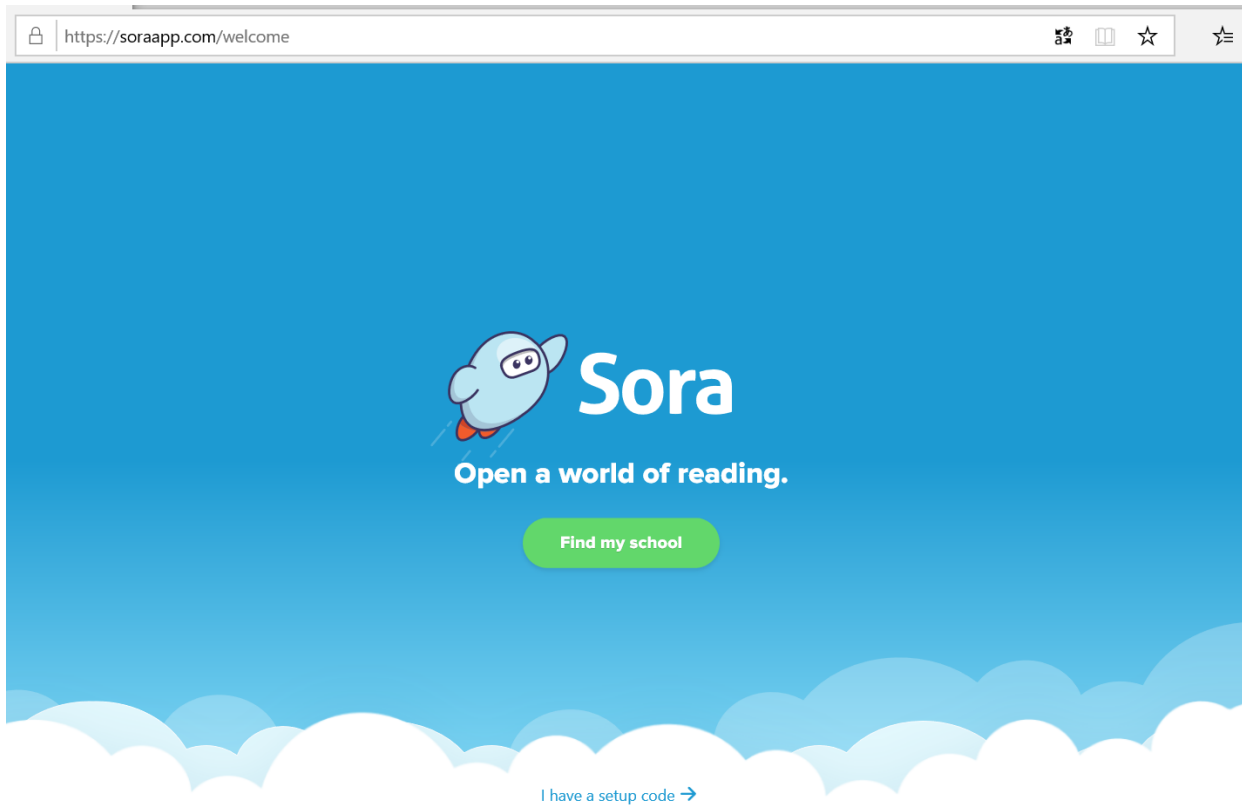 https://soraapp.com/welcome
Sora
Open a world of reading.
Find my school
I have a setup code →